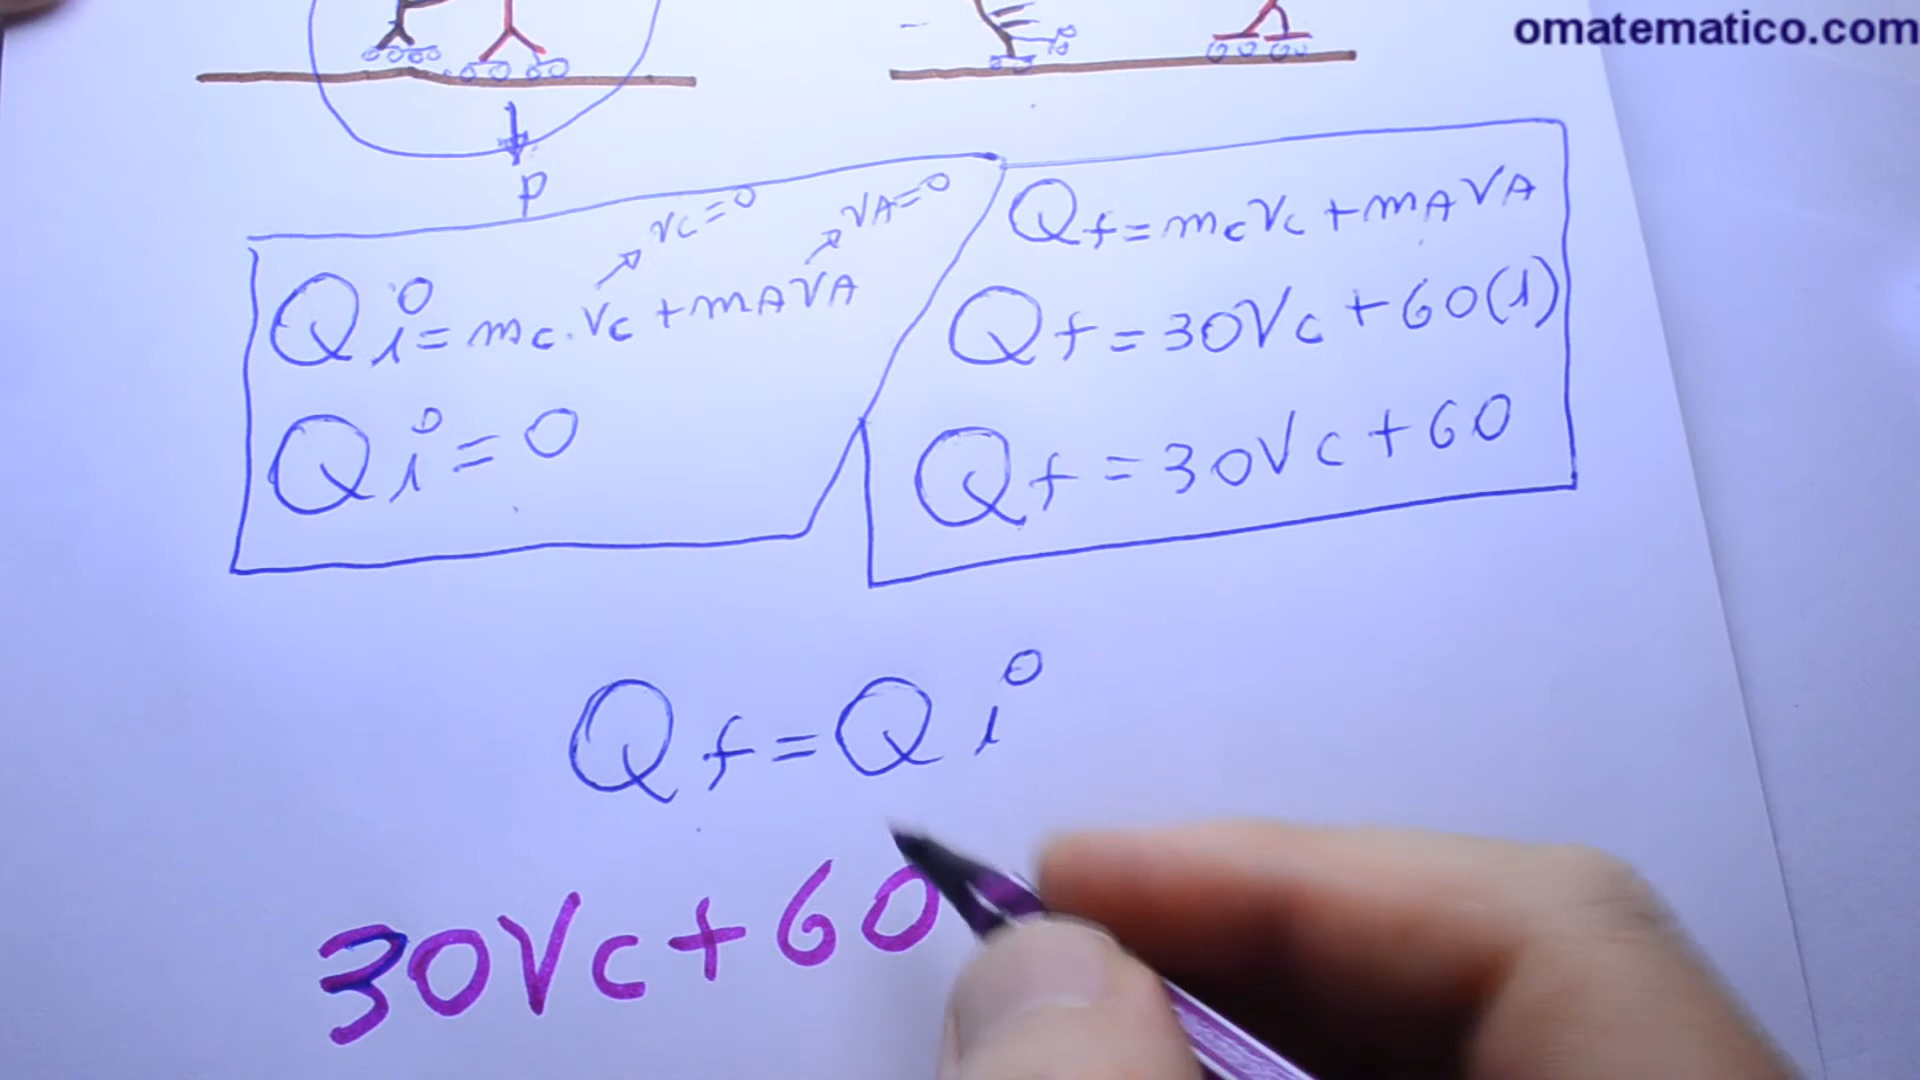 omatematico.com
P
vc=0
vA=0
Qi=mc.Vc+mAVA
Qi=0
Qf=mcVc+mAVA
Qf=30Vc+60(1)
Qf=30Vc+60
Qf=Qi
30Vc+60